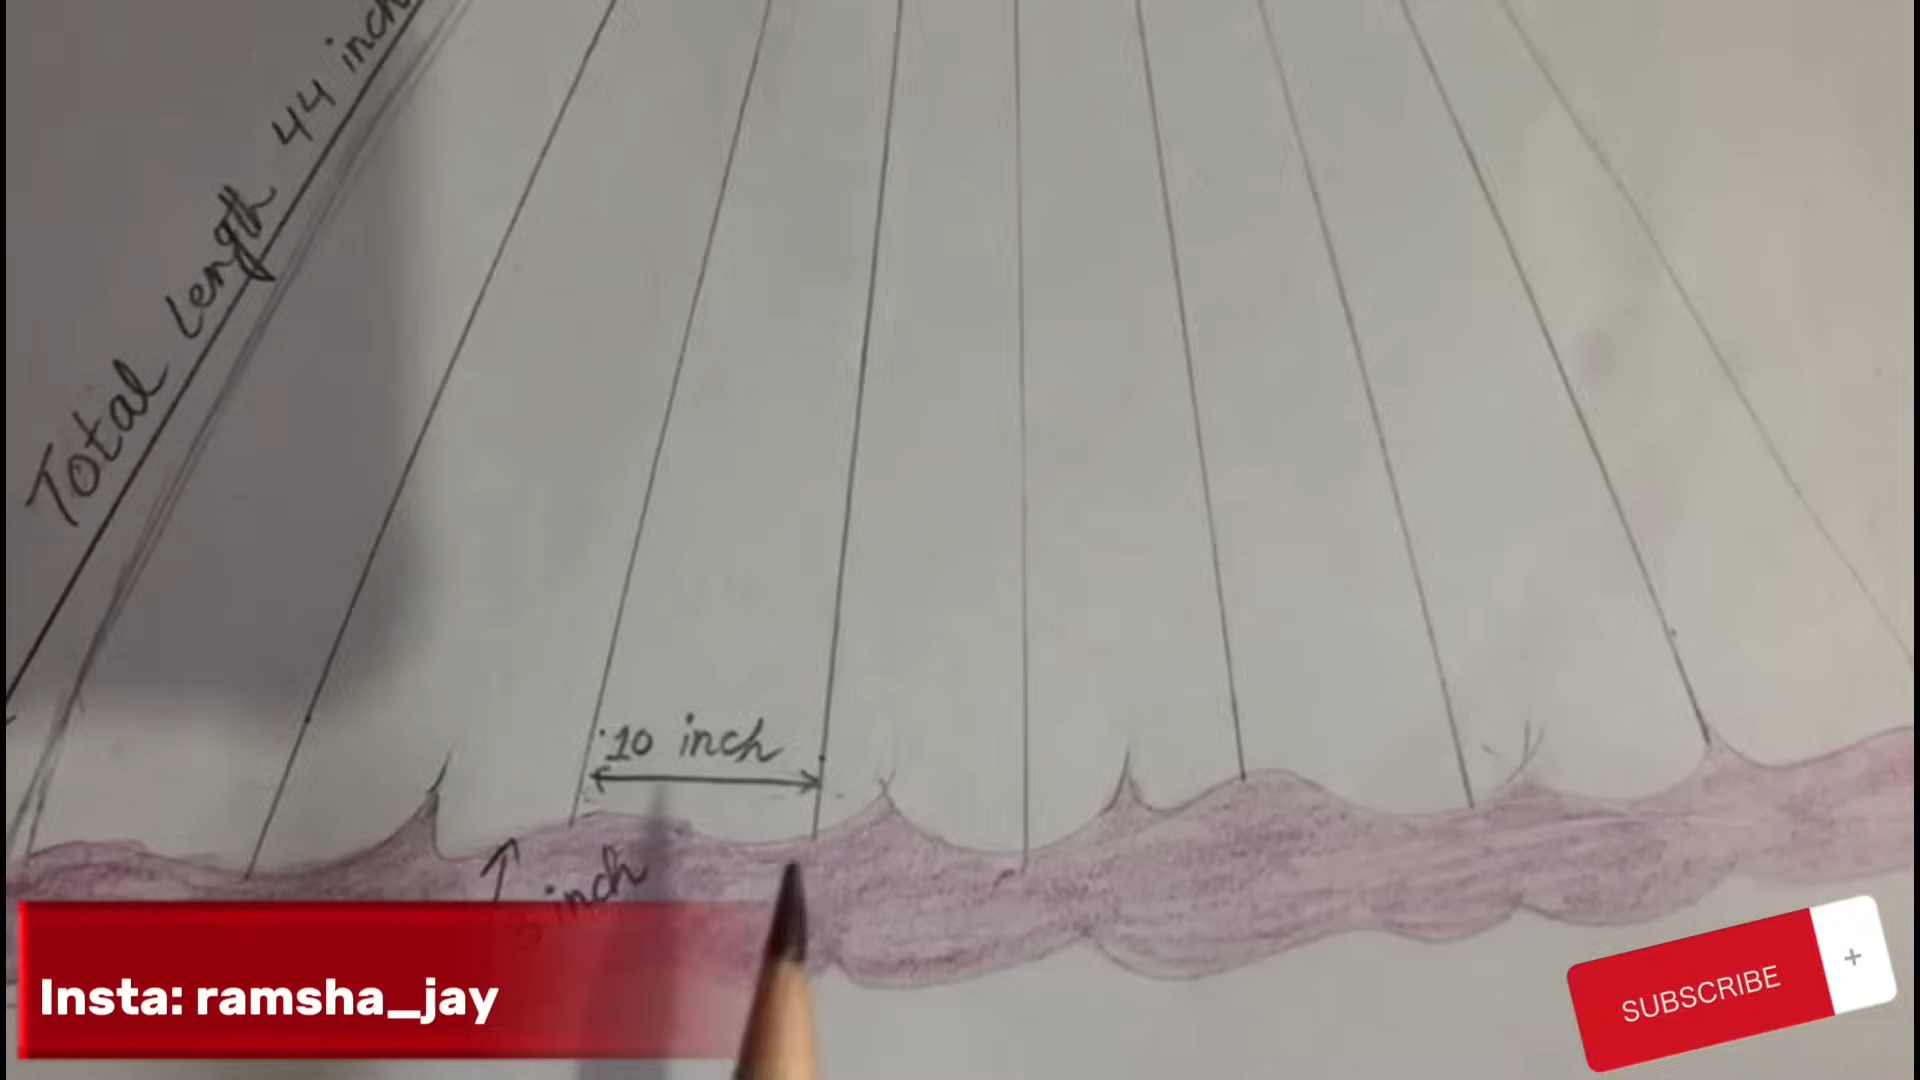 Total Length 44 inch
10 inch
inch
Insta: ramsha_jay
SUBSCRIBE +